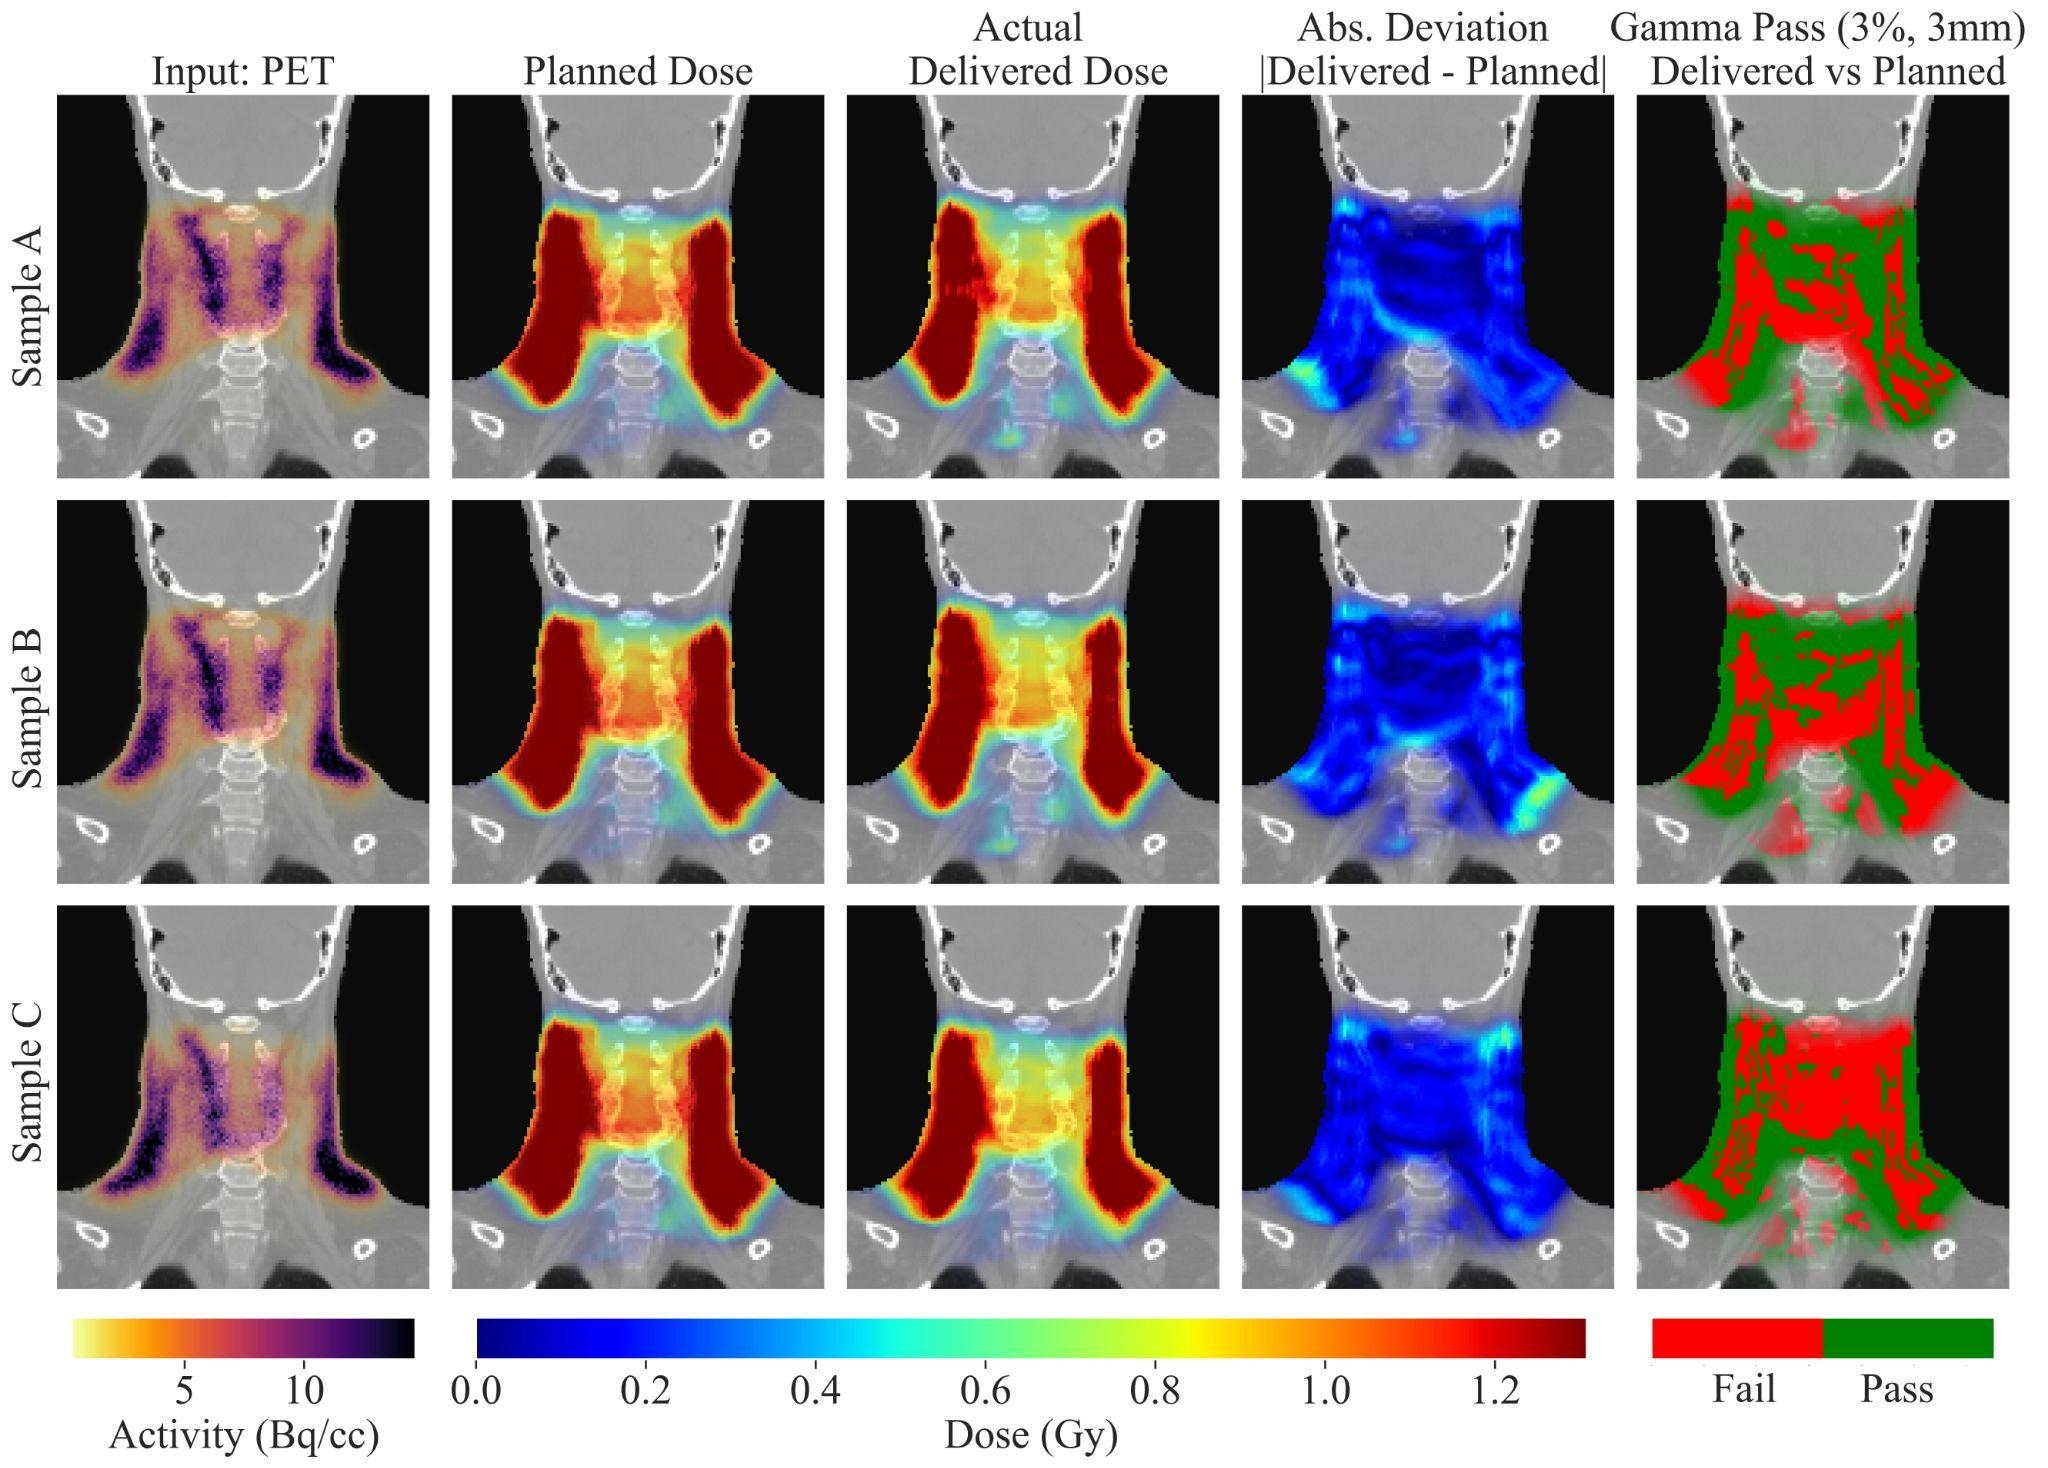 Input: PET
Planned Dose
Actual
Delivered Dose
Abs. Deviation
|Delivered - Planned|
Gamma Pass (3%, 3mm)
Delivered vs Planned
Sample A
Sample B
Sample C
5 10
Activity (Bq/cc)
0.0 0.2 0.4 0.6 0.8 1.0 1.2
Dose (Gy)
Fail Pass